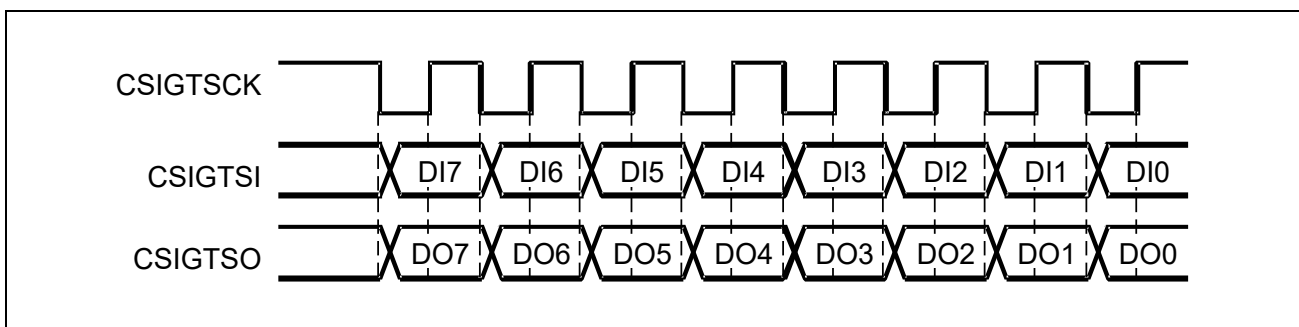 CSIGTSCK
CSIGTSI DI7 DI6 DI5 DI4 DI3 DI2 DI1 DI0
CSIGTSO DO7 DO6 DO5 DO4 DO3 DO2 DO1 DO0